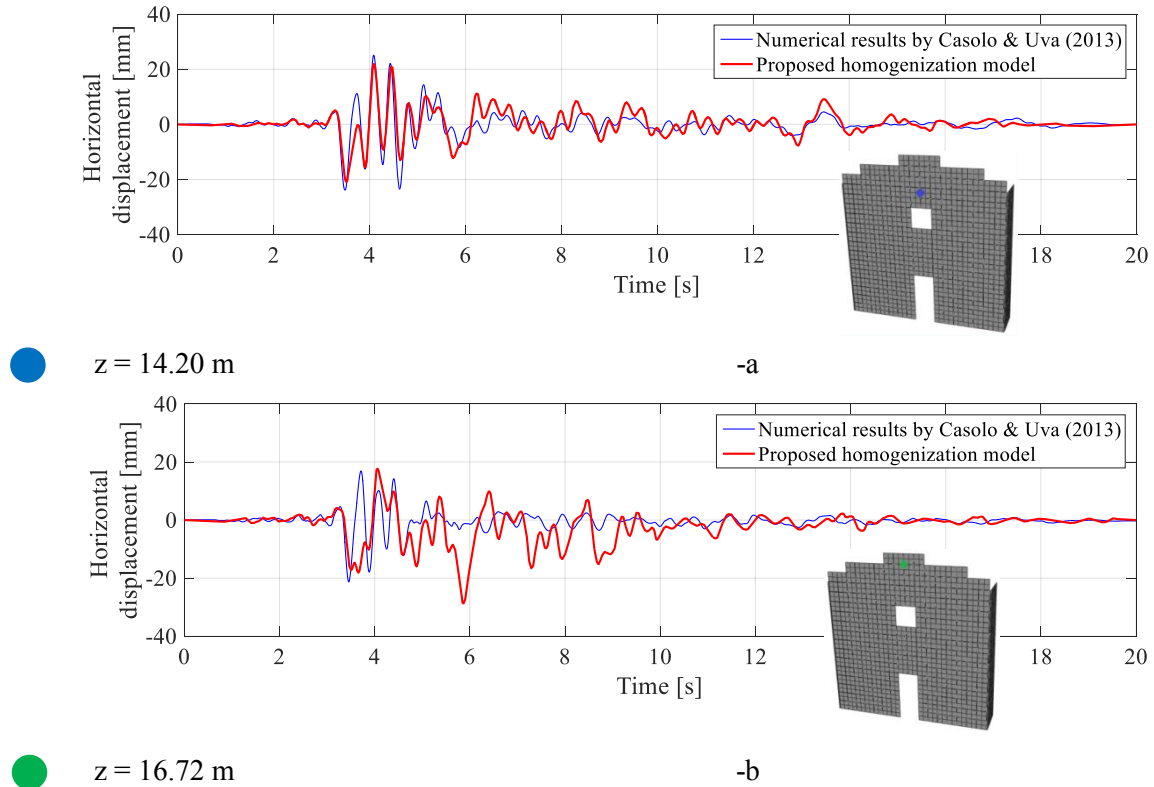 40
20
0
-20
-40
Horizontal
displacement [mm]
Numerical results by Casolo & Uva (2013)
Proposed homogenization model
0 2 4 6 8 10 12 18 20
Time [s]
z = 14.20 m -a
40
20
0
-20
-40
Horizontal
displacement [mm]
Numerical results by Casolo & Uva (2013)
Proposed homogenization model
0 2 4 6 8 10 12 18 20
Time [s]
z = 16.72 m -b